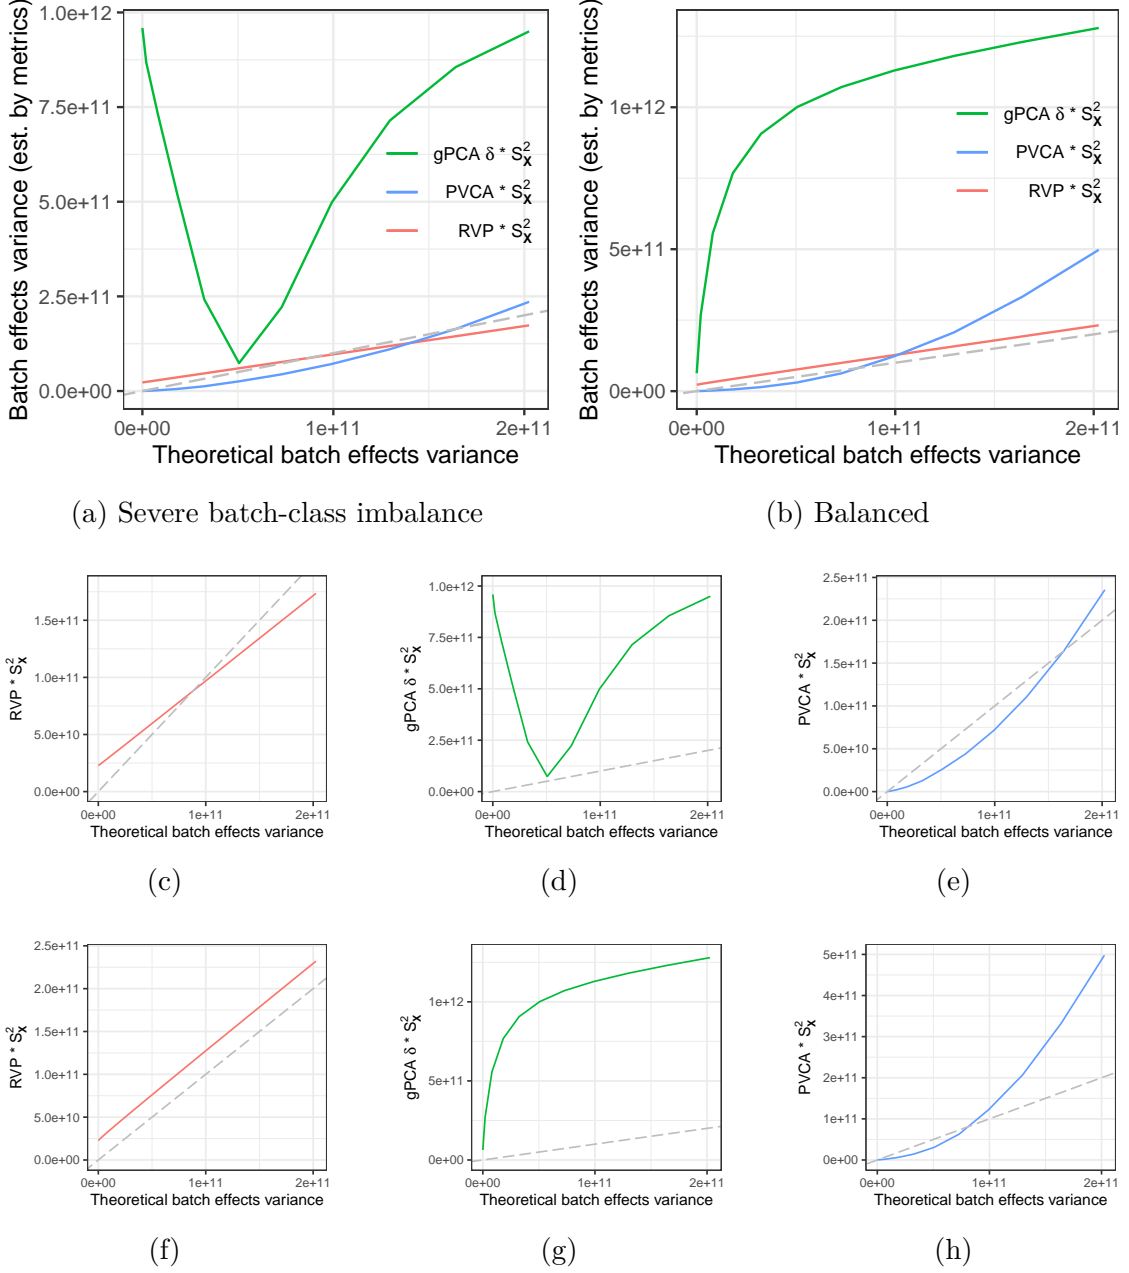 Batch effects variance (est. by metrics)
1.0e+12
7.5e+11
5.0e+11
2.5e+11
0.0e+00
gPCA δ * S²𝐗
PVCA * S²𝐗
RVP * S²𝐗
0e+00 1e+11 2e+11
Theoretical batch effects variance
(a) Severe batch-class imbalance
Batch effects variance (est. by metrics)
1e+12
5e+11
0e+00
gPCA δ * S²𝐗
PVCA * S²𝐗
RVP * S²𝐗
0e+00 1e+11 2e+11
Theoretical batch effects variance
(b) Balanced
RVP * S²𝐗
1.5e+11
1.0e+11
5.0e+10
0.0e+00
0e+00 1e+11 2e+11
Theoretical batch effects variance
(c)
gPCA δ * S²𝐗
1.0e+12
7.5e+11
5.0e+11
2.5e+11
0.0e+00
0e+00 1e+11 2e+11
Theoretical batch effects variance
(d)
PVCA * S²𝐗
2.5e+11
2.0e+11
1.5e+11
1.0e+11
5.0e+10
0.0e+00
0e+00 1e+11 2e+11
Theoretical batch effects variance
(e)
RVP * S²𝐗
2.5e+11
2.0e+11
1.5e+11
1.0e+11
5.0e+10
0.0e+00
0e+00 1e+11 2e+11
Theoretical batch effects variance
(f)
gPCA δ * S²𝐗
1e+12
5e+11
0e+00
0e+00 1e+11 2e+11
Theoretical batch effects variance
(g)
PVCA * S²𝐗
5e+11
4e+11
3e+11
2e+11
1e+11
0e+00
0e+00 1e+11 2e+11
Theoretical batch effects variance
(h)